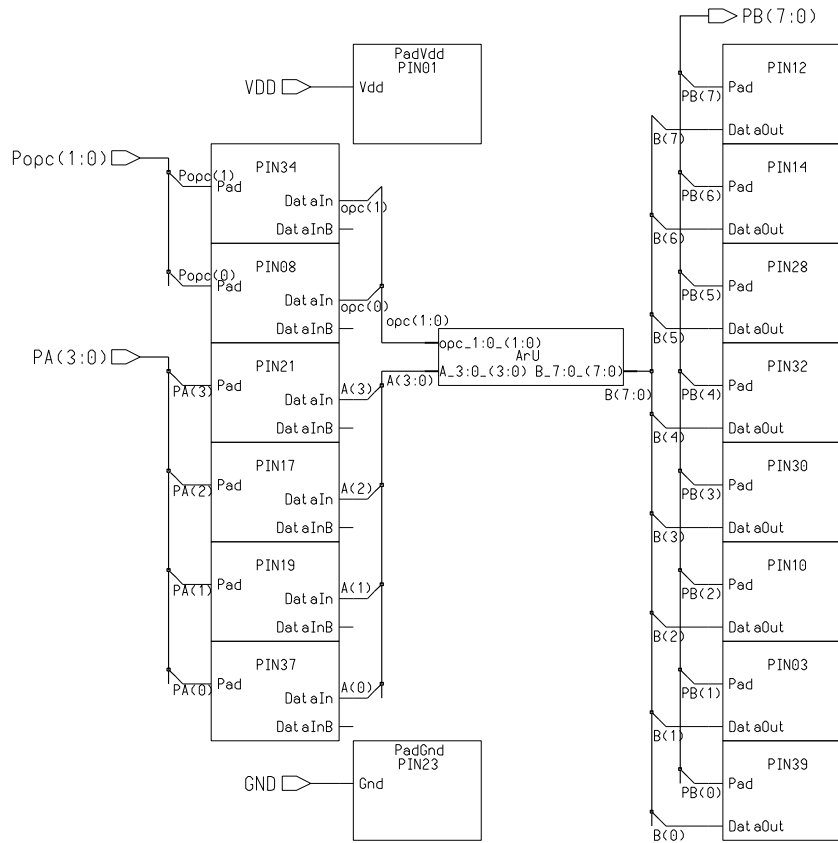 PB(7:0)
PadVdd
PIN01
VDD
Vdd
PIN12
Pad
PB(7)
DataOut
B(7)
Popc(1:0)
Popc(1)
Pad
PIN34
DataIn
opc(1)
DataInB
PIN14
Pad
PB(6)
DataOut
B(6)
Popc(0)
Pad
PIN08
DataIn
opc(0)
DataInB
opc(1:0)
PIN28
Pad
PB(5)
DataOut
B(5)
PA(3:0)
PA(3)
Pad
PIN21
DataIn
A(3)
DataInB
A(3:0)
opc_1:0_(1:0)
ArU
A_3:0_(3:0) B_7:0_(7:0)
B(7:0)
PIN32
Pad
PB(4)
DataOut
B(4)
PIN17
Pad
PA(2)
DataIn
A(2)
DataInB
PIN30
Pad
PB(3)
DataOut
B(3)
PIN19
Pad
PA(1)
DataIn
A(1)
DataInB
PIN10
Pad
PB(2)
DataOut
B(2)
PIN37
Pad
PA(0)
DataIn
A(0)
DataInB
PIN03
Pad
PB(1)
DataOut
B(1)
PadGnd
PIN23
GND
Gnd
PIN39
Pad
PB(0)
DataOut
B(0)